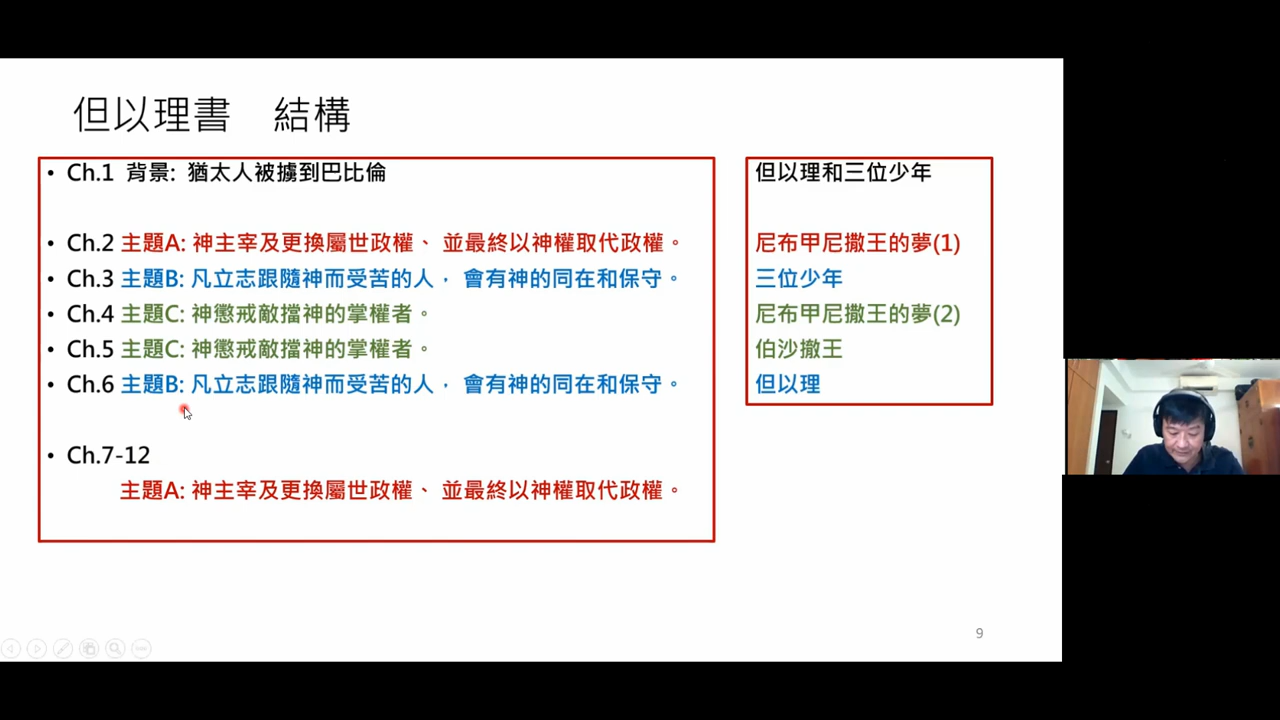 但以理書 結構
Ch.1 背景: 猶太人被擄到巴比倫
Ch.2 主題A: 神主宰及更換屬世政權、 並最終以神權取代政權。
Ch.3 主題B: 凡立志跟隨神而受苦的人， 會有神的同在和保守。
Ch.4 主題C: 神懲戒敵擋神的掌權者。
Ch.5 主題C: 神懲戒敵擋神的掌權者。
Ch.6 主題B: 凡立志跟隨神而受苦的人， 會有神的同在和保守。
Ch.7-12
主題A: 神主宰及更換屬世政權、 並最終以神權取代政權。
但以理和三位少年
尼布甲尼撒王的夢(1)
三位少年
尼布甲尼撒王的夢(2)
伯沙撒王
但以理
9